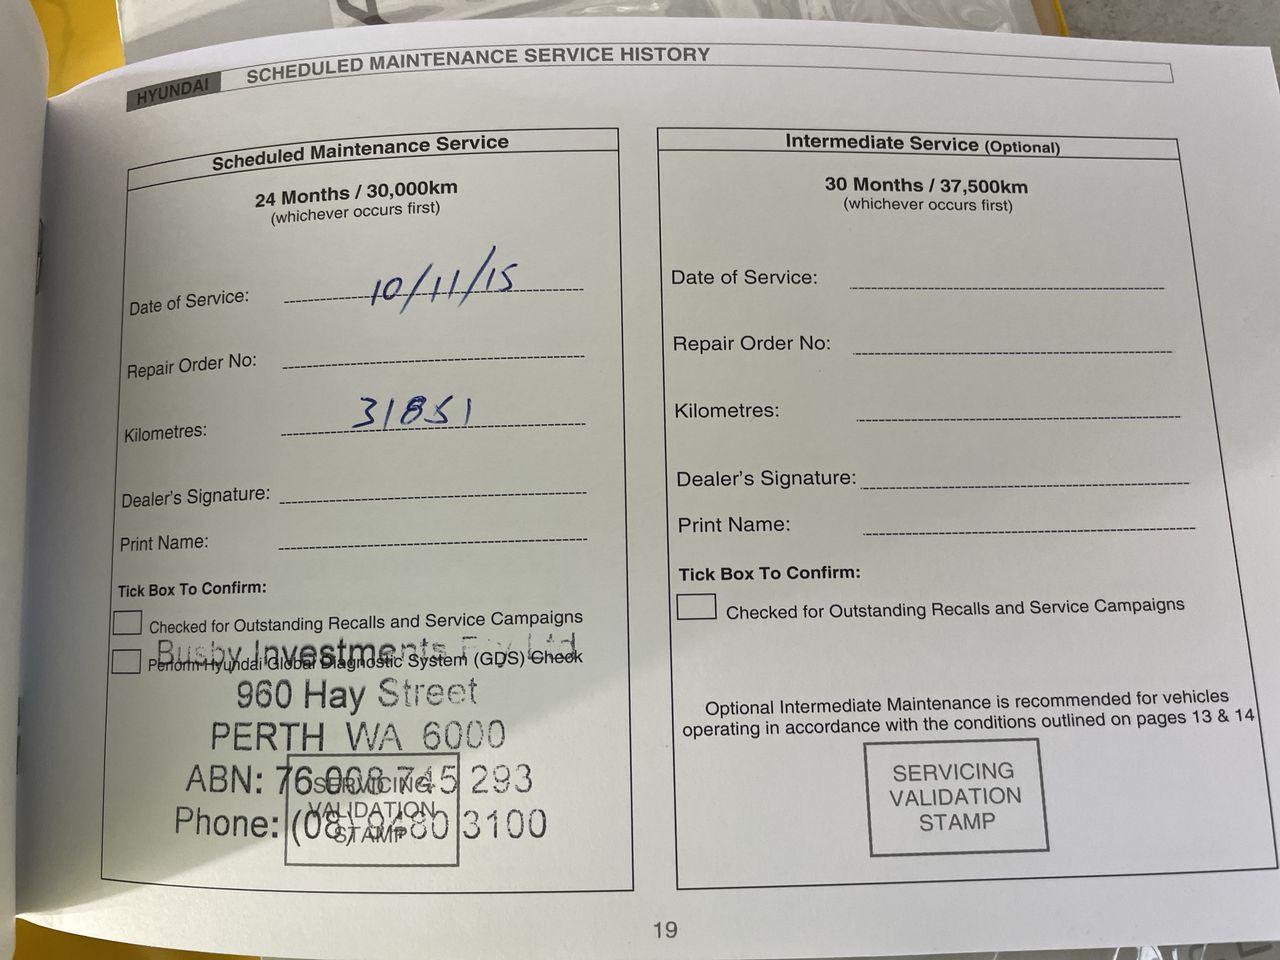 HYUNDAI
SCHEDULED MAINTENANCE SERVICE HISTORY
Scheduled Maintenance Service
24 Months / 30,000km
(whichever occurs first)
Date of Service: 10/11/15
Repair Order No:
Kilometres: 31851
Dealer's Signature:
Print Name:
Tick Box To Confirm:
Checked for Outstanding Recalls and Service Campaigns
Perform Hyundai Global Diagnostic System (GDS) Check
Busby Investments Pty Ltd
960 Hay Street
PERTH WA 6000
ABN: 76 008 745 293
Phone: (08) 3100
SERVICING
VALIDATION
STAMP
Intermediate Service (Optional)
30 Months / 37,500km
(whichever occurs first)
Date of Service:
Repair Order No:
Kilometres:
Dealer's Signature:
Print Name:
Tick Box To Confirm:
Checked for Outstanding Recalls and Service Campaigns
Optional Intermediate Maintenance is recommended for vehicles
operating in accordance with the conditions outlined on pages 13 & 14
SERVICING
VALIDATION
STAMP
19